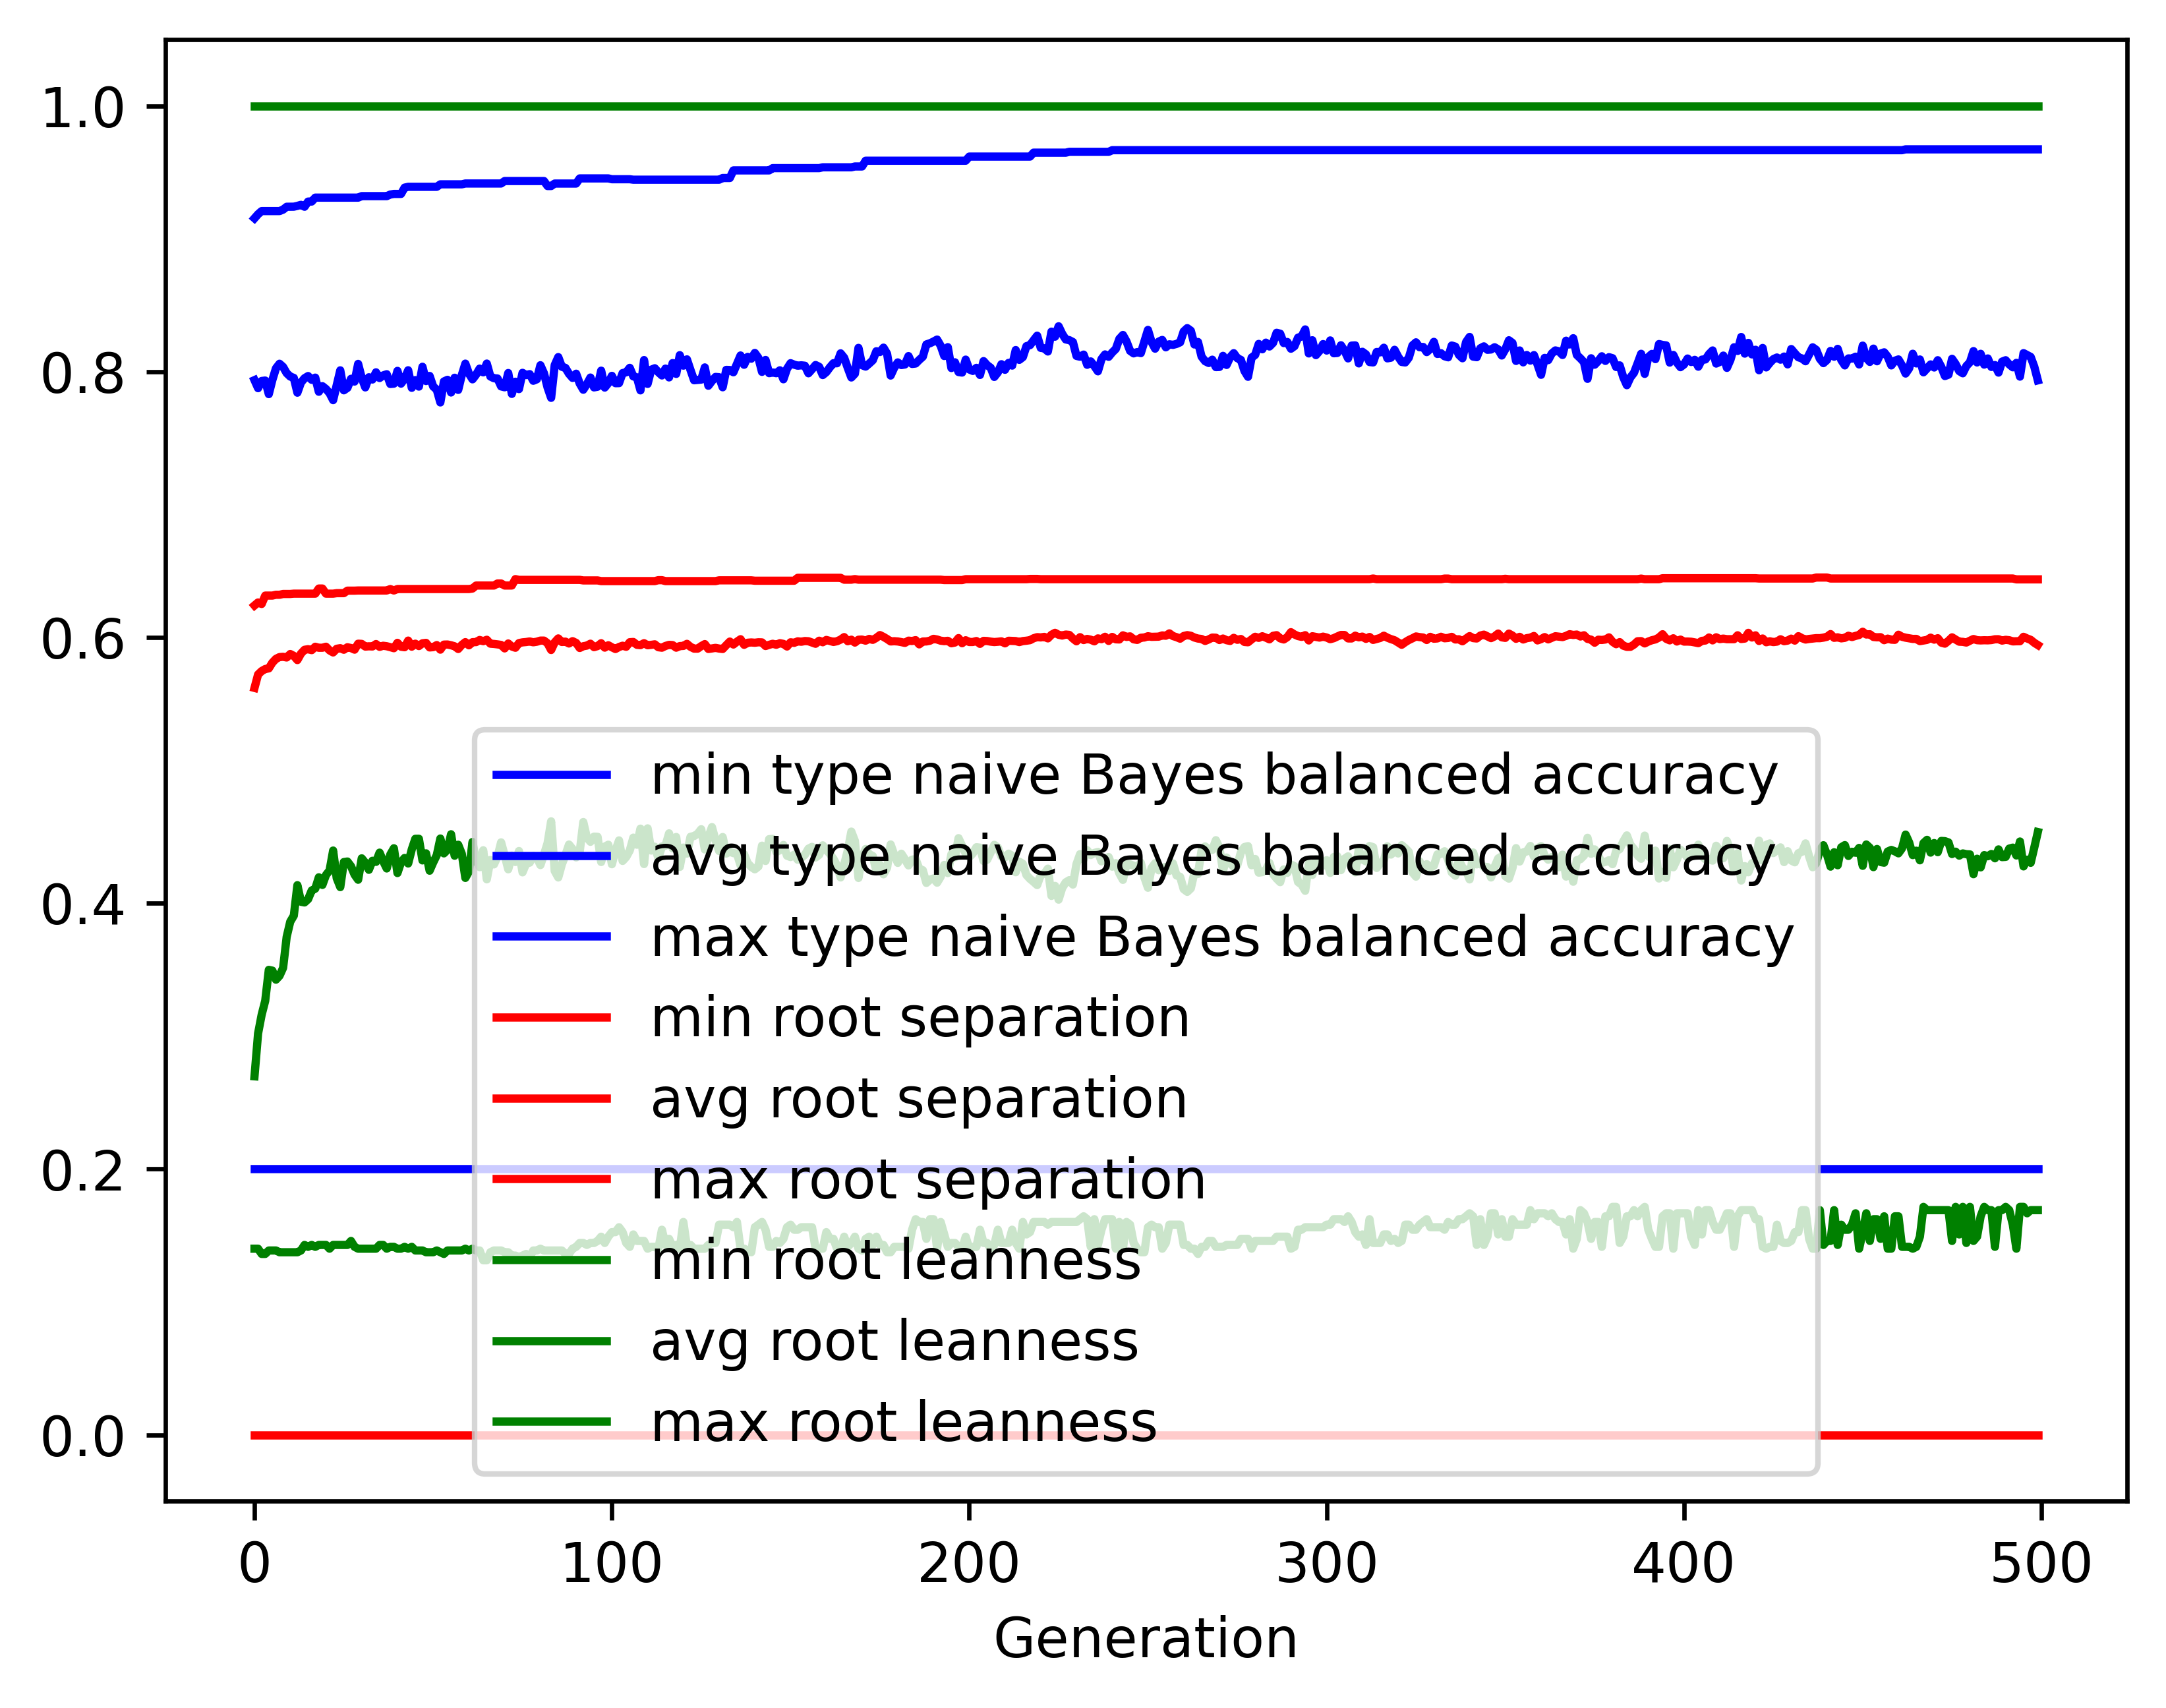 1.0
0.8
0.6
0.4
0.2
0.0
min type naive Bayes balanced accuracy
avg type naive Bayes balanced accuracy
max type naive Bayes balanced accuracy
min root separation
avg root separation
max root separation
min root leanness
avg root leanness
max root leanness
0 100 200 300 400 500
Generation